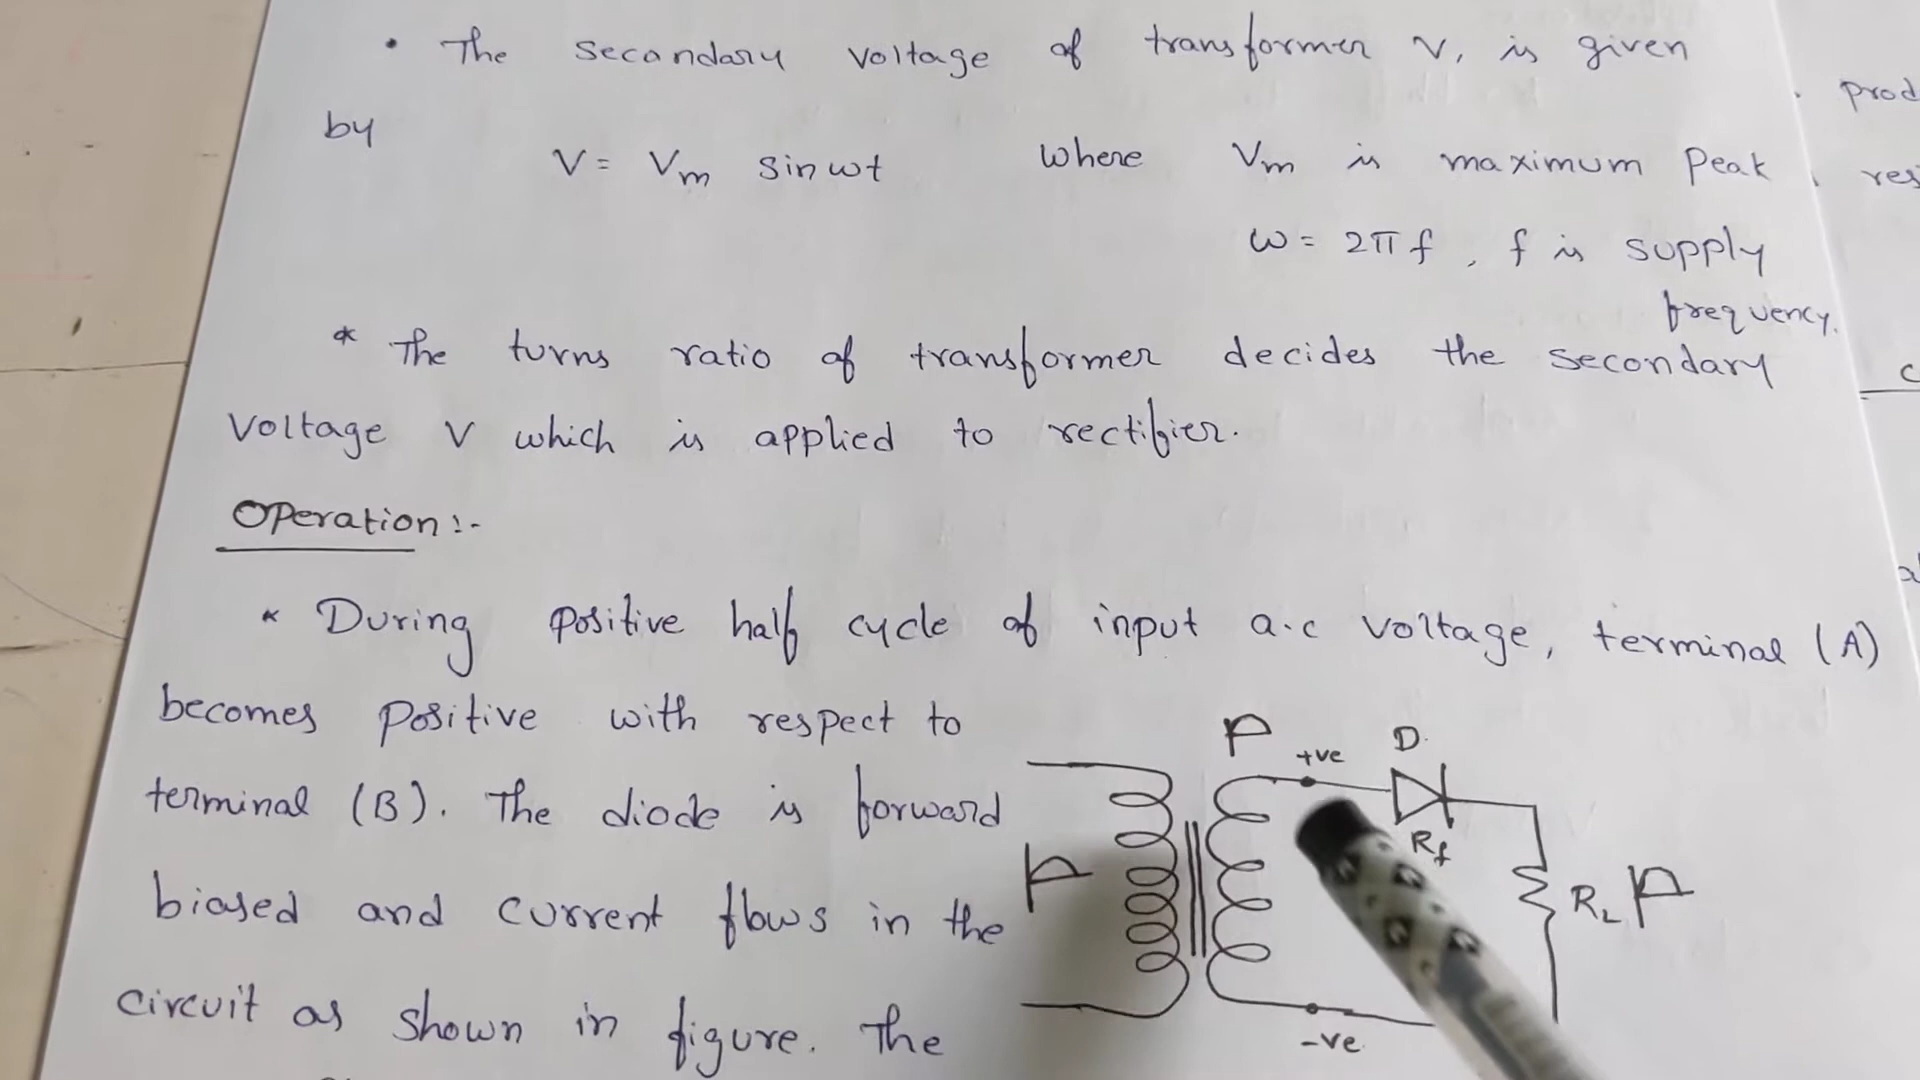 • The secondary voltage of transformer V, is given
by
V = Vm sin wt where Vm is maximum Peak
ω = 2πf, f is supply
frequency.
* The turns ratio of transformer decides the secondary
voltage V which is applied to rectifier.
Operation :-
* During positive half cycle of input a.c voltage, terminal (A)
becomes positive with respect to
terminal (B). The diode is forward
biased and current flows in the
circuit as shown in figure. The
+ve D
Rf
RL
-ve
prod
res